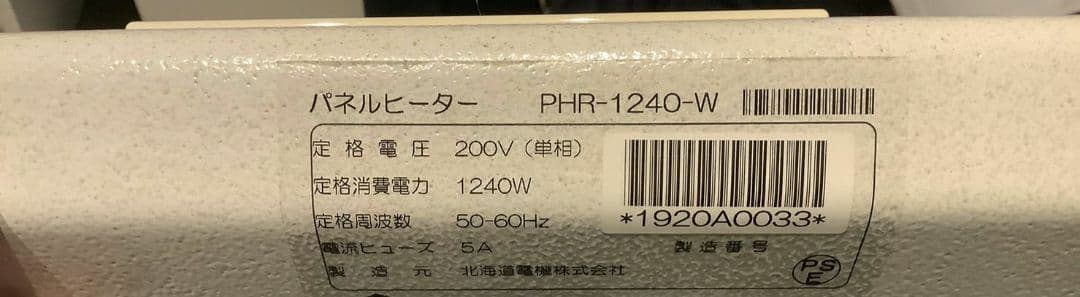 パネルヒーター PHR-1240-W
定格電圧 200V(単相)
定格消費電力 1240W
定格周波数 50-60Hz
電流ヒューズ 5A
製造元 北海道電機株式会社
*1920A0033*
製造番号
PSE